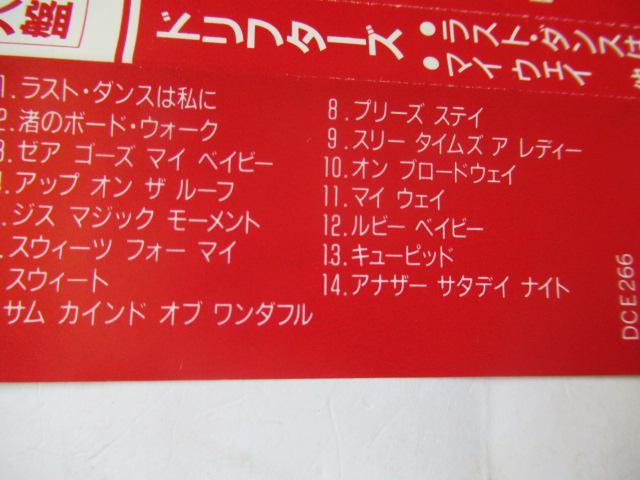 盤
ドリフターズ
・ラスト・ダンスは
・マイ ウェイ
1.ラスト・ダンスは私に
2.渚のボード・ウォーク
3.ゼア ゴーズ マイ ベイビー
.アップ オン ザ ルーフ
.ジス マジック モーメント
.スウィーツ フォー マイ
スウィート
サム カインド オブ ワンダフル
8.プリーズ ステイ
9.スリー タイムズ ア レディー
10.オン ブロードウェイ
11.マイ ウェイ
12.ルビー ベイビー
13.キューピッド
14.アナザー サタデイ ナイト
DCE266